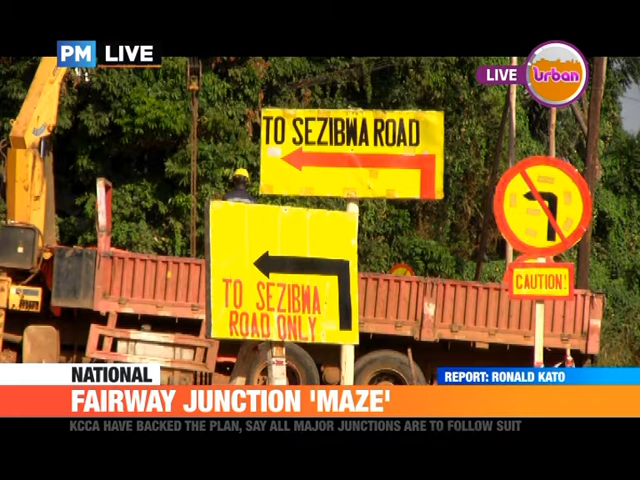 PM LIVE
LIVE Urban
TO SEZIBWA ROAD
TO SEZIBWA
ROAD ONLY
CAUTION!
NATIONAL
REPORT: RONALD KATO
FAIRWAY JUNCTION 'MAZE'
KCCA HAVE BACKED THE PLAN, SAY ALL MAJOR JUNCTIONS ARE TO FOLLOW SUIT